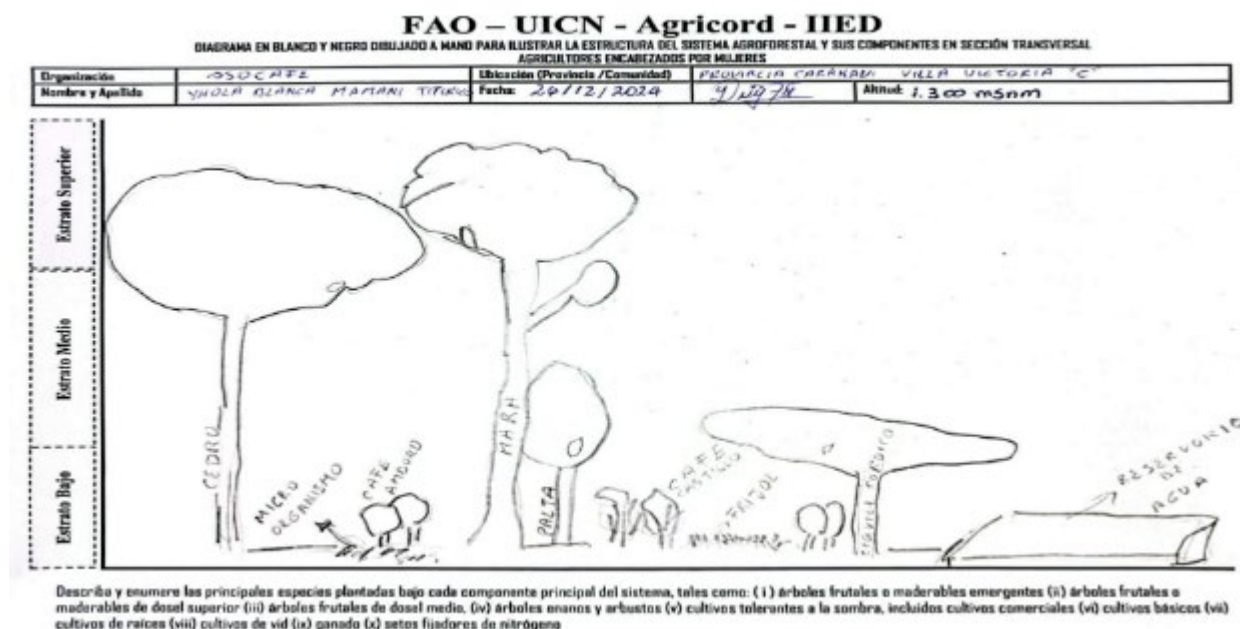 FAO – UICN - Agricord - IIED
DIAGRAMA EN BLANCO Y NEGRO DIBUJADO A MANO PARA ILUSTRAR LA ESTRUCTURA DEL SISTEMA AGROFORESTAL Y SUS COMPONENTES EN SECCIÓN TRANSVERSAL
AGRICULTORES ENCABEZADOS POR MUJERES
Organización ASOCAFE Ubicación (Provincia /Comunidad) PROVINCIA CARANAVI VILLA VICTORIA "C"
Nombre y Apellido BLANCA MAMANI Fecha: 26/12/2024 Altitud: 1.300 msnm
Estrato Superior
Estrato Medio
Estrato Bajo
CEDRO
MICRO
ORGANISMO
CAFE
MARA
PALTA
CAFE
CASTILLO
RESERVORIO
DE
AGUA
Describa y enumere las principales especies plantadas bajo cada componente principal del sistema, tales como: (i) árboles frutales o maderables emergentes (ii) árboles frutales o
maderables de dosel superior (iii) árboles frutales de dosel medio, (iv) árboles enanos y arbustos (v) cultivos tolerantes a la sombra, incluidos cultivos comerciales (vi) cultivos básicos (vii)
cultivos de raíces (viii) cultivos de vid (ix) ganado (x) setos fijadores de nitrógeno